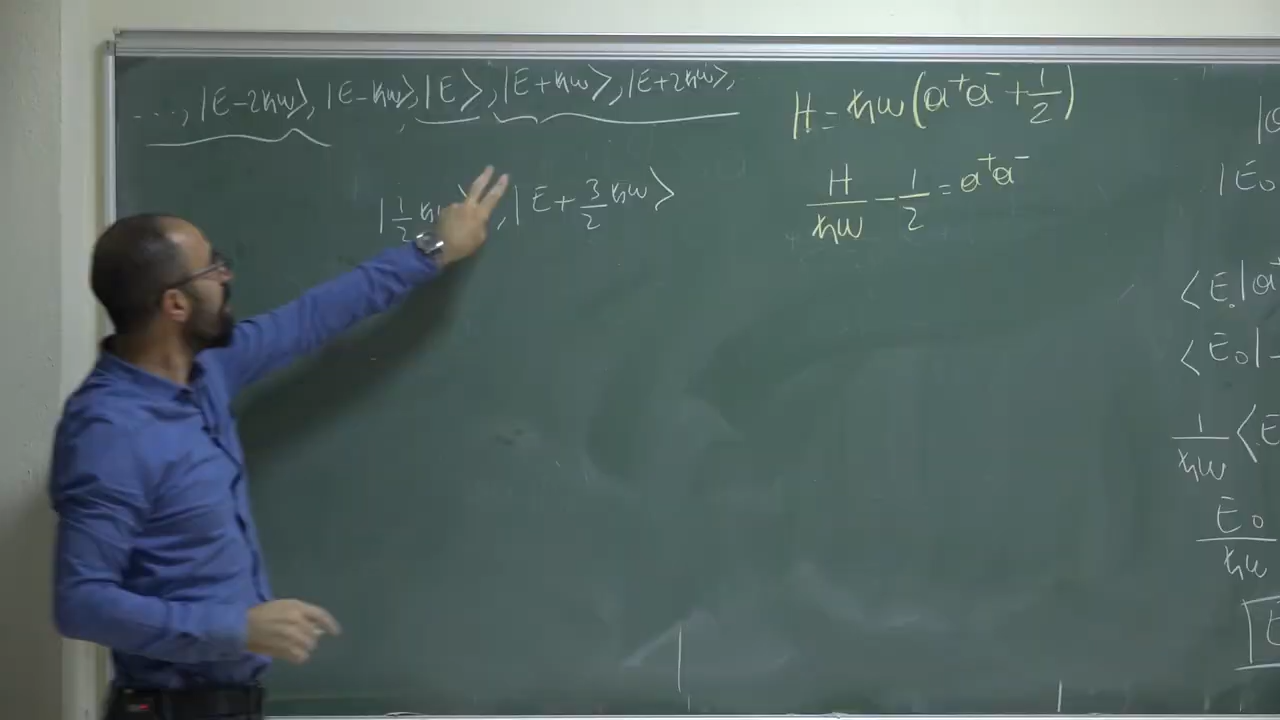 ..., |E-2ħω⟩, |E-ħω⟩, |E⟩, |E+ħω⟩, |E+2ħω⟩,
H = ħω(a⁺a⁻ + 1/2)
H/ħω - 1/2 = a⁺a⁻
|1/2 ħω⟩, |E + 3/2 ħω⟩
|E₀
⟨E₀|a⁺
⟨E₀|
1/ħω ⟨E
E₀/ħω
E